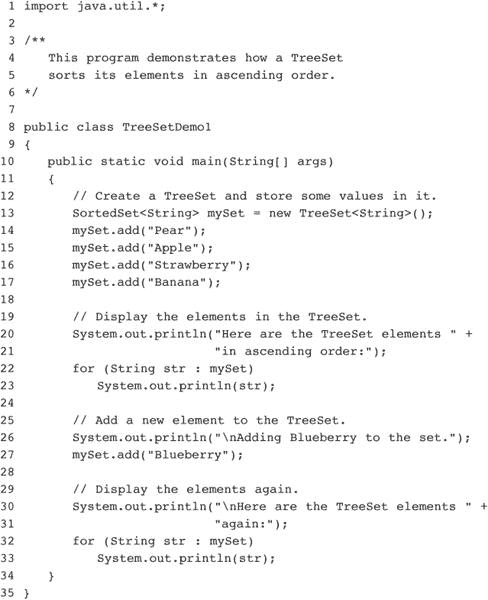 1 import java.util.*;
2
3 /**
4    This program demonstrates how a TreeSet
5    sorts its elements in ascending order.
6 */
7
8 public class TreeSetDemo1
9 {
10    public static void main(String[] args)
11    {
12       // Create a TreeSet and store some values in it.
13       SortedSet<String> mySet = new TreeSet<String>();
14       mySet.add("Pear");
15       mySet.add("Apple");
16       mySet.add("Strawberry");
17       mySet.add("Banana");
18
19       // Display the elements in the TreeSet.
20       System.out.println("Here are the TreeSet elements " +
21                          "in ascending order:");
22       for (String str : mySet)
23          System.out.println(str);
24
25       // Add a new element to the TreeSet.
26       System.out.println("\nAdding Blueberry to the set.");
27       mySet.add("Blueberry");
28
29       // Display the elements again.
30       System.out.println("\nHere are the TreeSet elements " +
31                          "again:");
32       for (String str : mySet)
33          System.out.println(str);
34    }
35 }